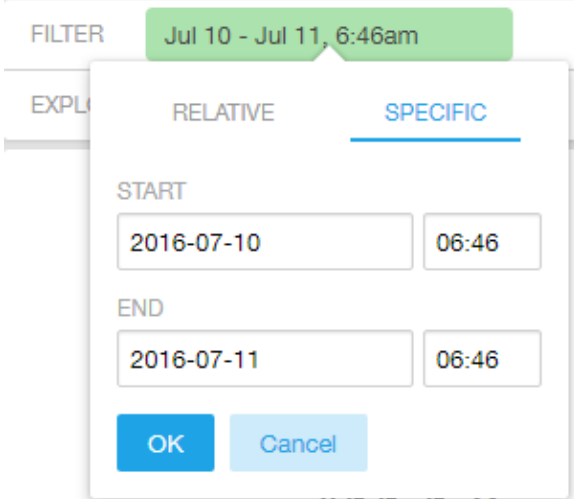 FILTER Jul 10 - Jul 11, 6:46am
RELATIVE SPECIFIC
START
2016-07-10 06:46
END
2016-07-11 06:46
OK Cancel